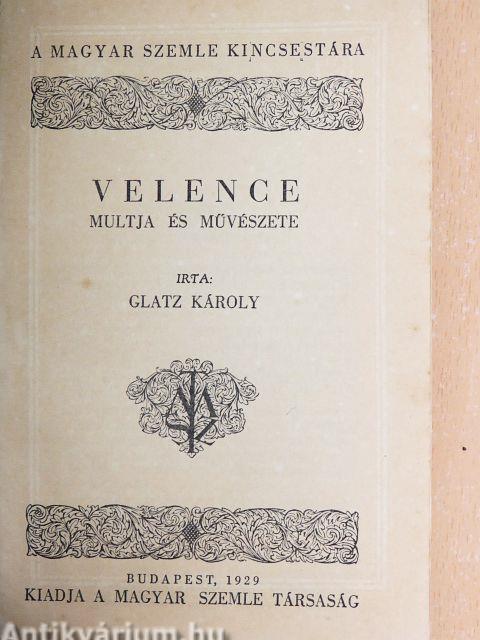 A MAGYAR SZEMLE KINCSESTÁRA
VELENCE
MULTJA ÉS MŰVÉSZETE
IRTA:
GLATZ KÁROLY
BUDAPEST, 1929
KIADJA A MAGYAR SZEMLE TÁRSASÁG
Antikvárium.hu